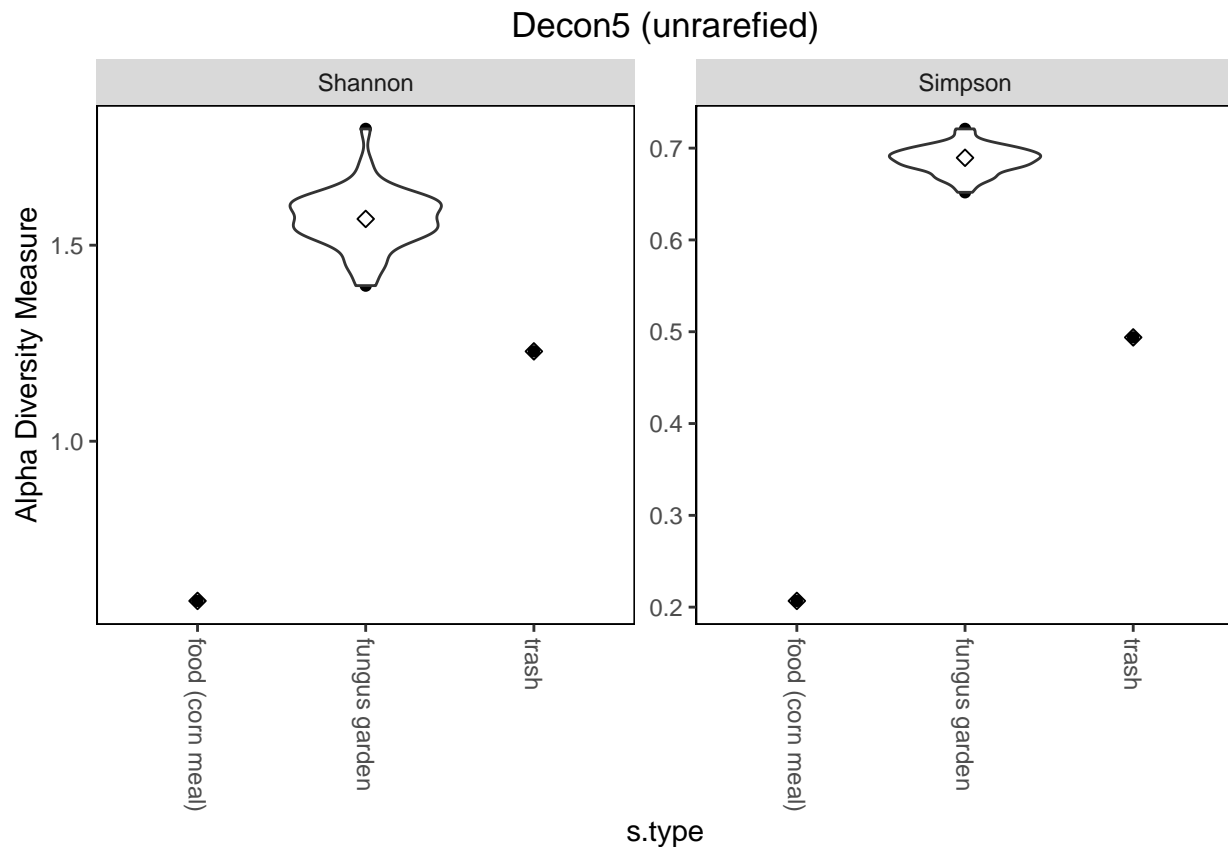 Decon5 (unrarefied)
Shannon
Simpson
Alpha Diversity Measure
1.5
1.0
0.7
0.6
0.5
0.4
0.3
0.2
food (corn meal)
fungus garden
trash
food (corn meal)
fungus garden
trash
s.type